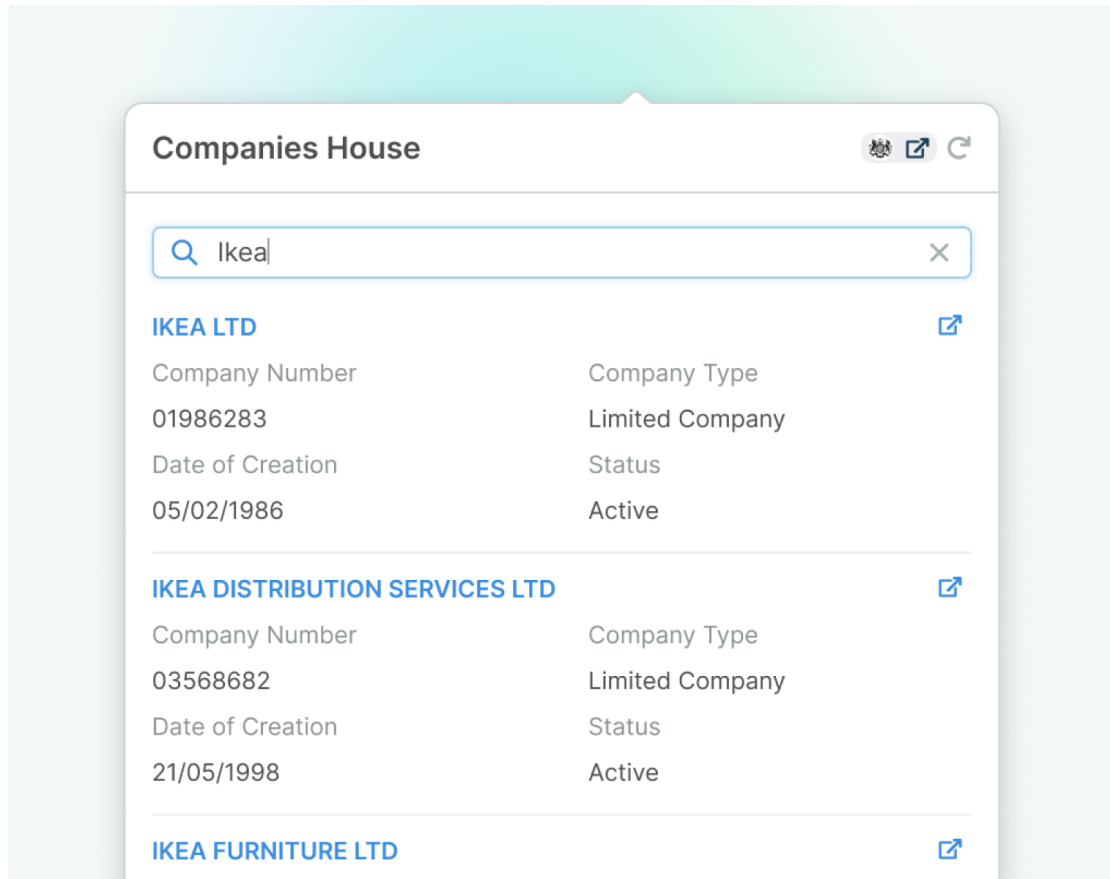 Companies House
Ikea
IKEA LTD
Company Number Company Type
01986283 Limited Company
Date of Creation Status
05/02/1986 Active
IKEA DISTRIBUTION SERVICES LTD
Company Number Company Type
03568682 Limited Company
Date of Creation Status
21/05/1998 Active
IKEA FURNITURE LTD